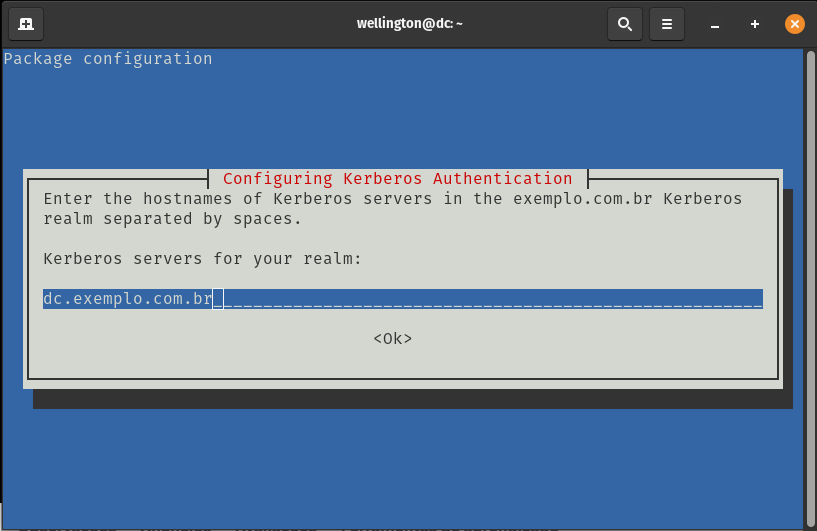 wellington@dc: ~
Package configuration
Configuring Kerberos Authentication
Enter the hostnames of Kerberos servers in the exemplo.com.br Kerberos
realm separated by spaces.
Kerberos servers for your realm:
dc.exemplo.com.br
<Ok>